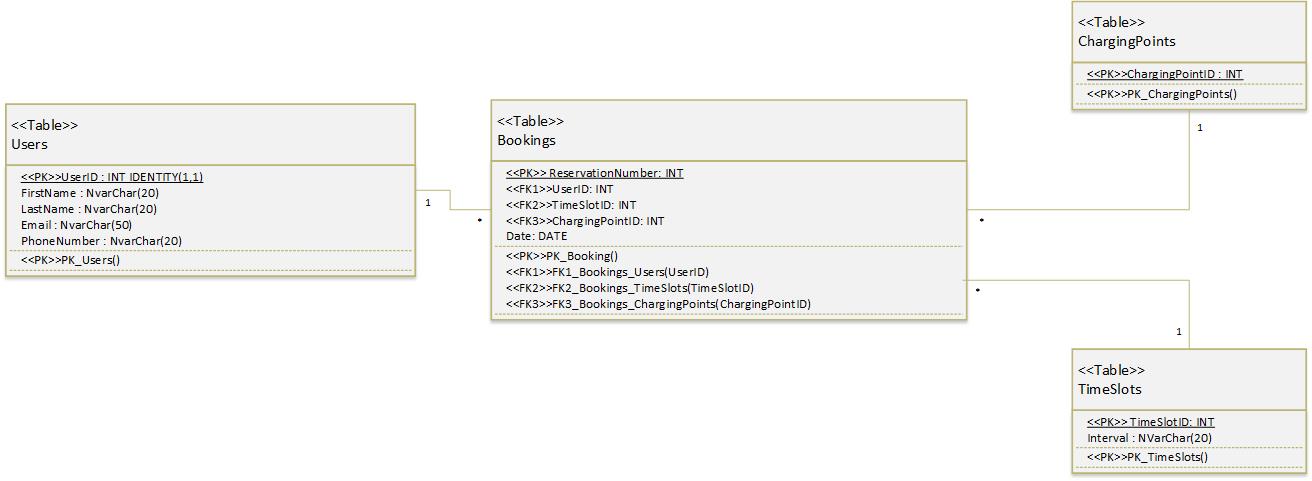 <<Table>>
Users
<<PK>>UserID : INT IDENTITY(1,1)
FirstName : NvarChar(20)
LastName : NvarChar(20)
Email : NvarChar(50)
PhoneNumber : NvarChar(20)
<<PK>>PK_Users()
1
*
<<Table>>
Bookings
<<PK>> ReservationNumber: INT
<<FK1>>UserID: INT
<<FK2>>TimeSlotID: INT
<<FK3>>ChargingPointID: INT
Date: DATE
<<PK>>PK_Booking()
<<FK1>>FK1_Bookings_Users(UserID)
<<FK2>>FK2_Bookings_TimeSlots(TimeSlotID)
<<FK3>>FK3_Bookings_ChargingPoints(ChargingPointID)
<<Table>>
ChargingPoints
<<PK>>ChargingPointID : INT
<<PK>>PK_ChargingPoints()
1
*
*
1
<<Table>>
TimeSlots
<<PK>> TimeSlotID: INT
Interval : NVarChar(20)
<<PK>>PK_TimeSlots()